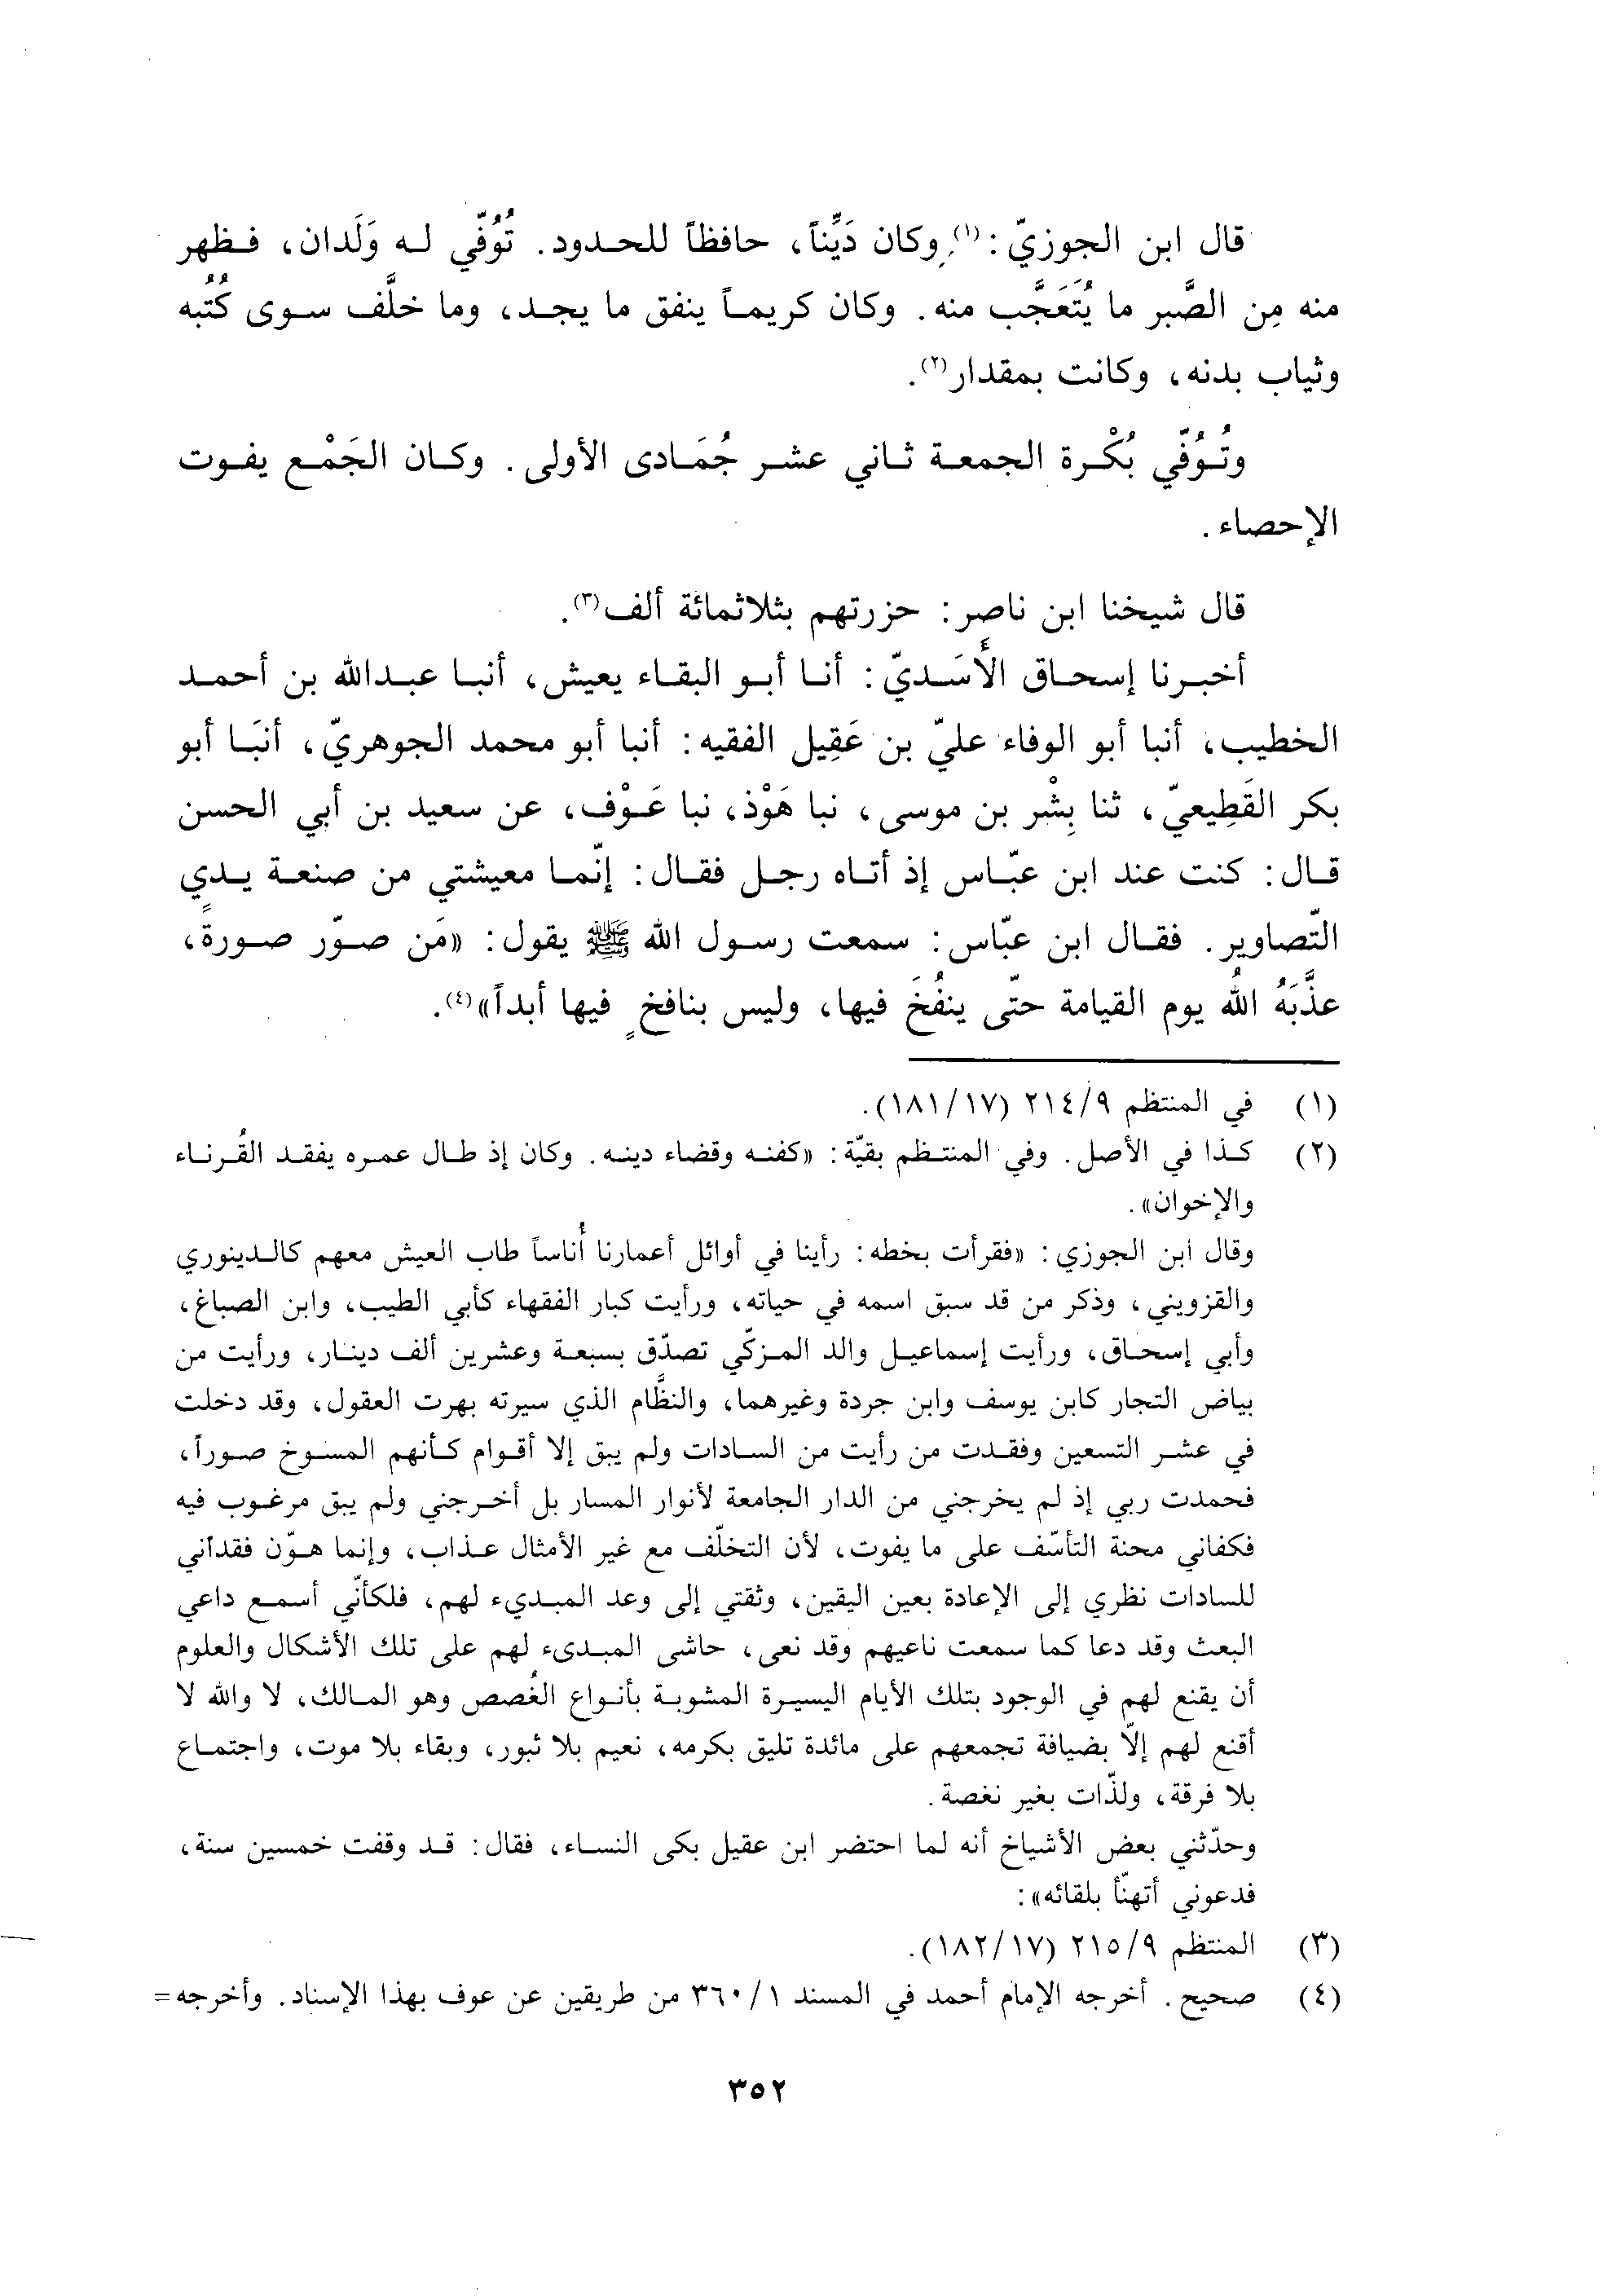 قال ابن الجوزيّ:(١) وكان دَيِّناً، حافظاً للحدود. تُوُفّي له وَلَدان، فظهر
منه مِن الصَّبر ما يُتَعَجَّب منه. وكان كريماً ينفق ما يجد، وما خلَّف سوى كُتُبه
وثياب بدنه، وكانت بمقدار(٢).
وتُوُفّي بُكْرة الجمعة ثاني عشر جُمَادى الأولى. وكان الجَمْع يفوت
الإحصاء.
قال شيخنا ابن ناصر: حزرتهم بثلاثمائة ألف(٣).
أخبرنا إسحاق الأَسَديّ: أنا أبو البقاء يعيش، أنبا عبدالله بن أحمد
الخطيب، أنبا أبو الوفاء عليّ بن عَقِيل الفقيه: أنبا أبو محمد الجوهريّ، أنبَا أبو
بكر القَطِيعيّ، ثنا بِشْر بن موسى، نبا هَوْذ، نبا عَوْف، عن سعيد بن أبي الحسن
قال: كنت عند ابن عبّاس إذ أتاه رجل فقال: إنّما معيشتي من صنعة يدي
التّصاوير. فقال ابن عبّاس: سمعت رسول الله ﷺ يقول: «مَن صوّر صورةً،
عذَّبَهُ اللهُ يوم القيامة حتّى ينفُخَ فيها، وليس بنافخٍ فيها أبداً»(٤).
(١) في المنتظم ٢١٤/٩ (١٨١/١٧).
(٢) كذا في الأصل. وفي المنتظم بقيّة: «كفنه وقضاء دينه. وكان إذ طال عمره يفقد القُرناء
والإخوان».
وقال ابن الجوزي: «فقرأت بخطه: رأينا في أوائل أعمارنا أُناساً طاب العيش معهم كالدينوري
والقزويني، وذكر من قد سبق اسمه في حياته، ورأيت كبار الفقهاء كأبي الطيب، وابن الصباغ،
وأبي إسحاق، ورأيت إسماعيل والد المزكّي تصدّق بسبعة وعشرين ألف دينار، ورأيت من
بياض التجار كابن يوسف وابن جردة وغيرهما، والنظَّام الذي سيرته بهرت العقول، وقد دخلت
في عشر التسعين وفقدت من رأيت من السادات ولم يبق إلا أقوام كأنهم المسوخ صوراً،
فحمدت ربي إذ لم يخرجني من الدار الجامعة لأنوار المسار بل أخرجني ولم يبق مرغوب فيه
فكفاني محنة التأسّف على ما يفوت، لأن التخلّف مع غير الأمثال عذاب، وإنما هوّن فقدآني
للسادات نظري إلى الإعادة بعين اليقين، وثقتي إلى وعد المبديء لهم، فلكأنّي أسمع داعي
البعث وقد دعا كما سمعت ناعيهم وقد نعى، حاشى المبدىء لهم على تلك الأشكال والعلوم
أن يقنع لهم في الوجود بتلك الأيام اليسيرة المشوبة بأنواع الغُصص وهو المالك، لا والله لا
أقنع لهم إلّا بضيافة تجمعهم على مائدة تليق بكرمه، نعيم بلا ثبور، وبقاء بلا موت، واجتماع
بلا فرقة، ولذّات بغير نغصة.
وحدّثني بعض الأشياخ أنه لما احتضر ابن عقيل بكى النساء، فقال: قد وقفت خمسين سنة،
فدعوني أتهنّأ بلقائه»:
(٣) المنتظم ٢١٥/٩ (١٨٢/١٧).
(٤) صحيح. أخرجه الإمام أحمد في المسند ٣٦٠/١ من طريقين عن عوف بهذا الإسناد. وأخرجه=
٣٥٢